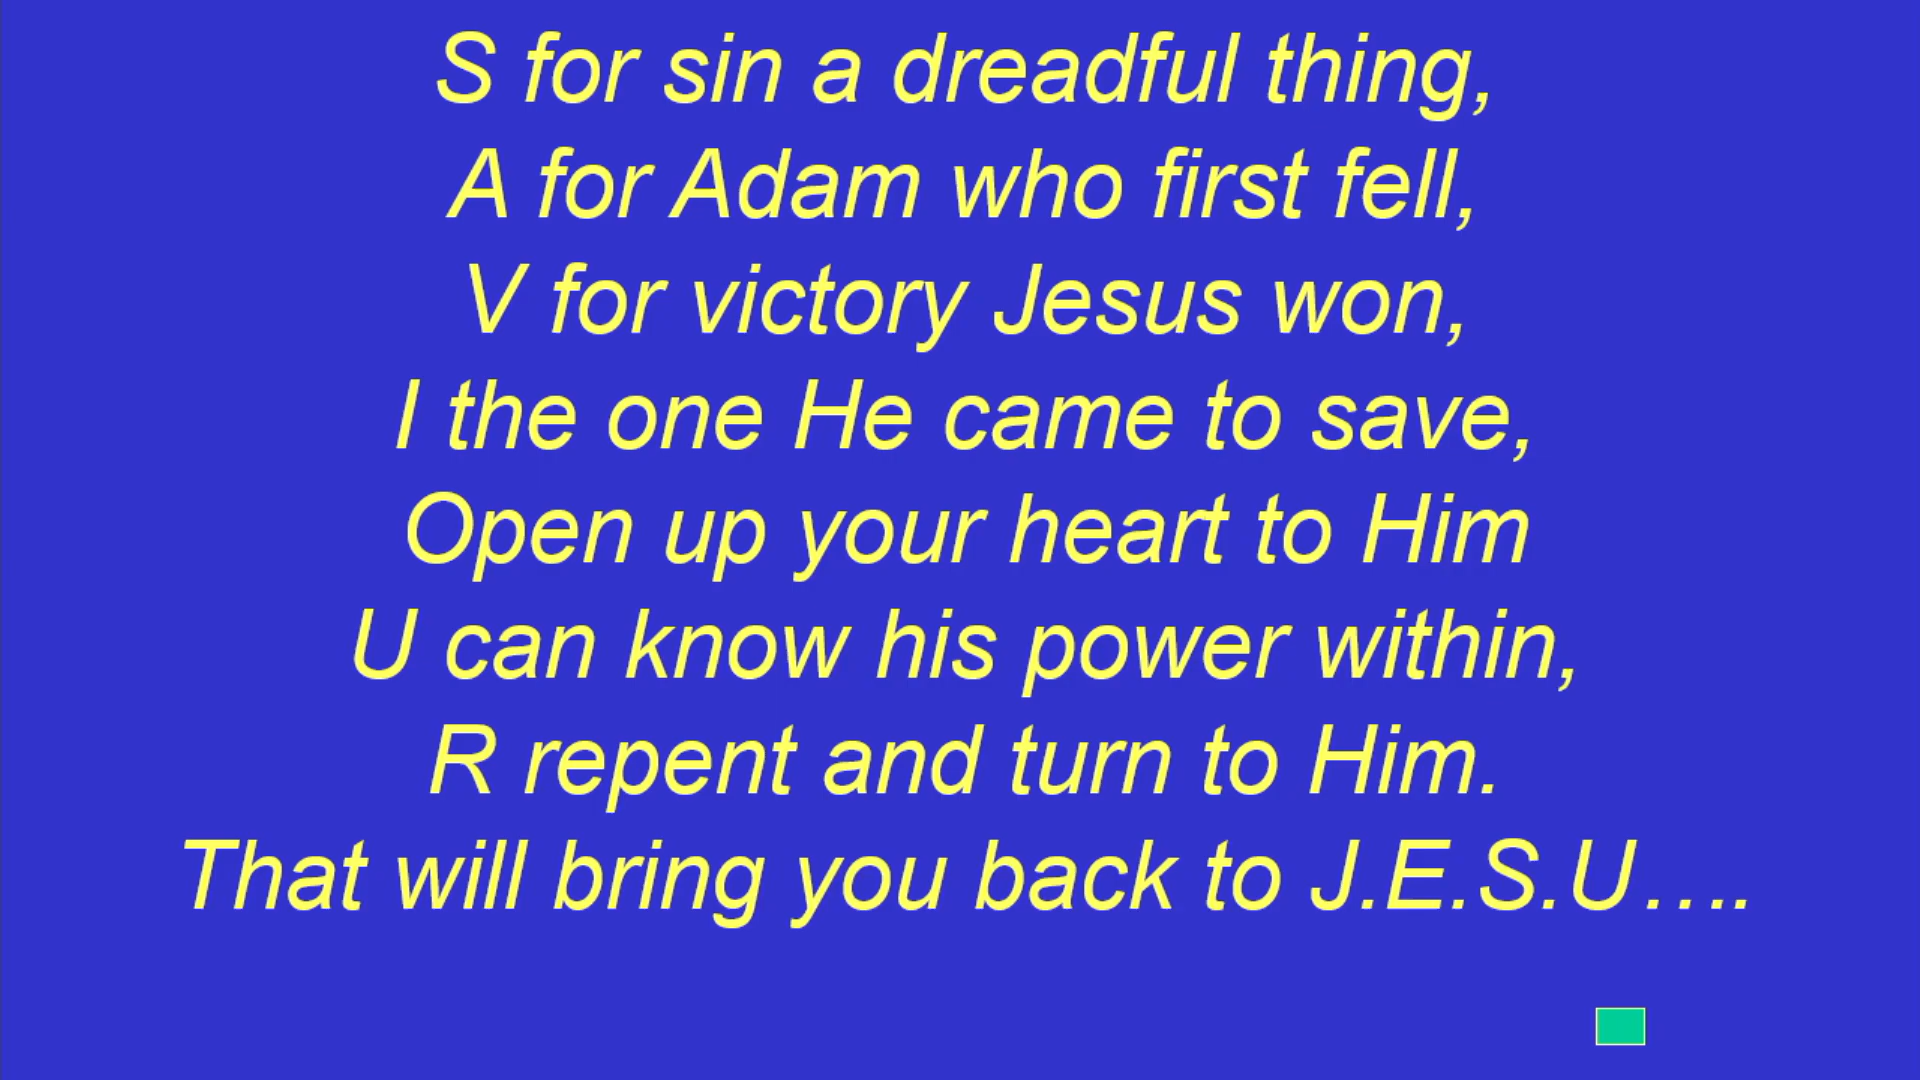 S for sin a dreadful thing,
A for Adam who first fell,
V for victory Jesus won,
I the one He came to save,
Open up your heart to Him
U can know his power within,
R repent and turn to Him.
That will bring you back to J.E.S.U....